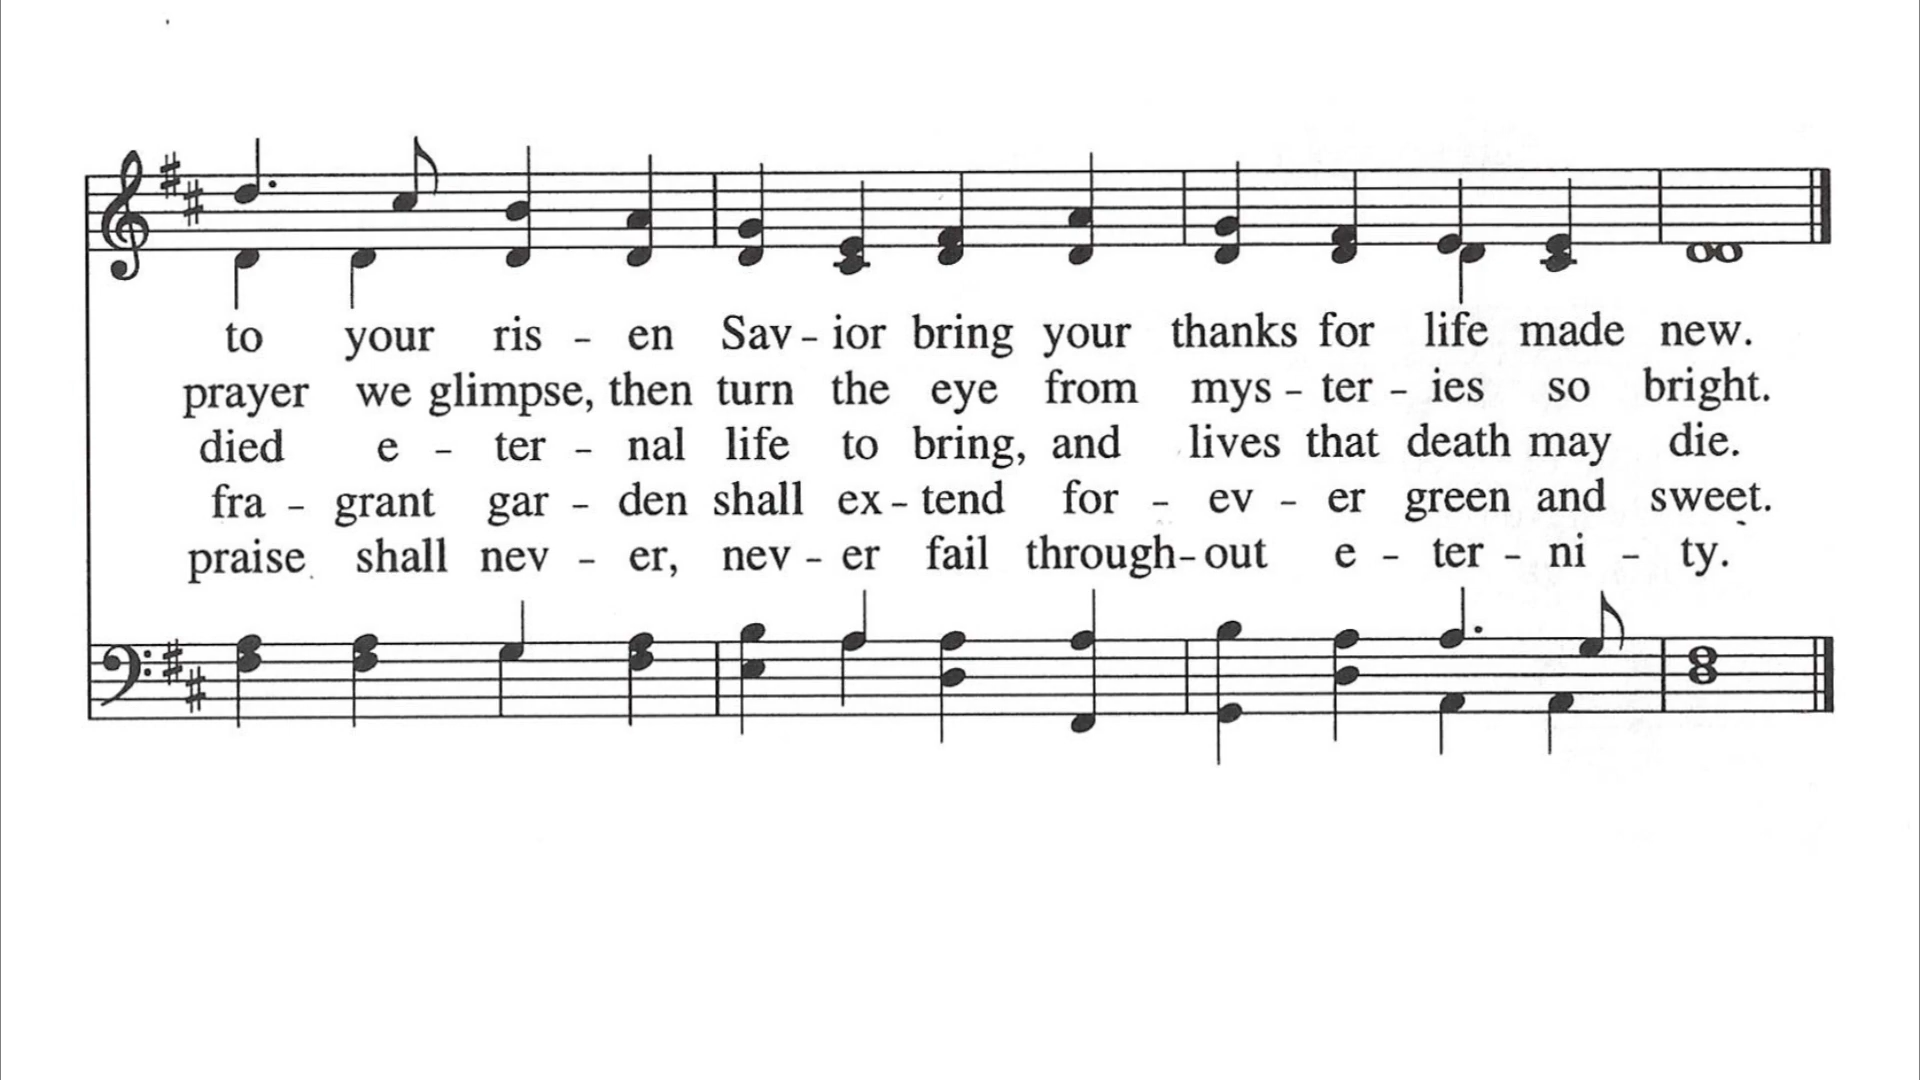 to your ris - en Sav - ior bring your thanks for life made new.
prayer we glimpse, then turn the eye from mys - ter - ies so bright.
died e - ter - nal life to bring, and lives that death may die.
fra - grant gar - den shall ex - tend for - ev - er green and sweet.
praise shall nev - er, nev - er fail through - out e - ter - ni - ty.